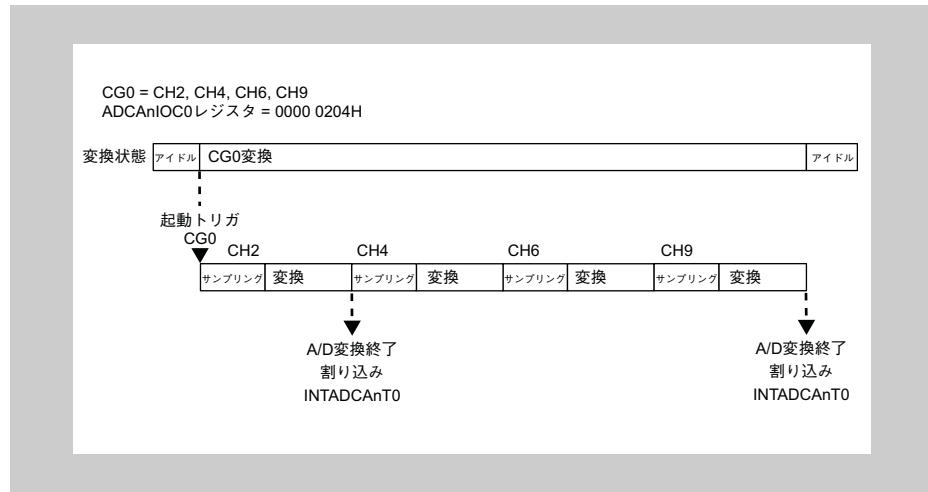 CG0 = CH2, CH4, CH6, CH9
ADCAnIOC0レジスタ = 0000 0204H
変換状態 アイドル CG0変換 アイドル
起動トリガ
CG0
CH2 CH4 CH6 CH9
サンプリング 変換 サンプリング 変換 サンプリング 変換 サンプリング 変換
A/D変換終了 A/D変換終了
割り込み 割り込み
INTADCAnT0 INTADCAnT0